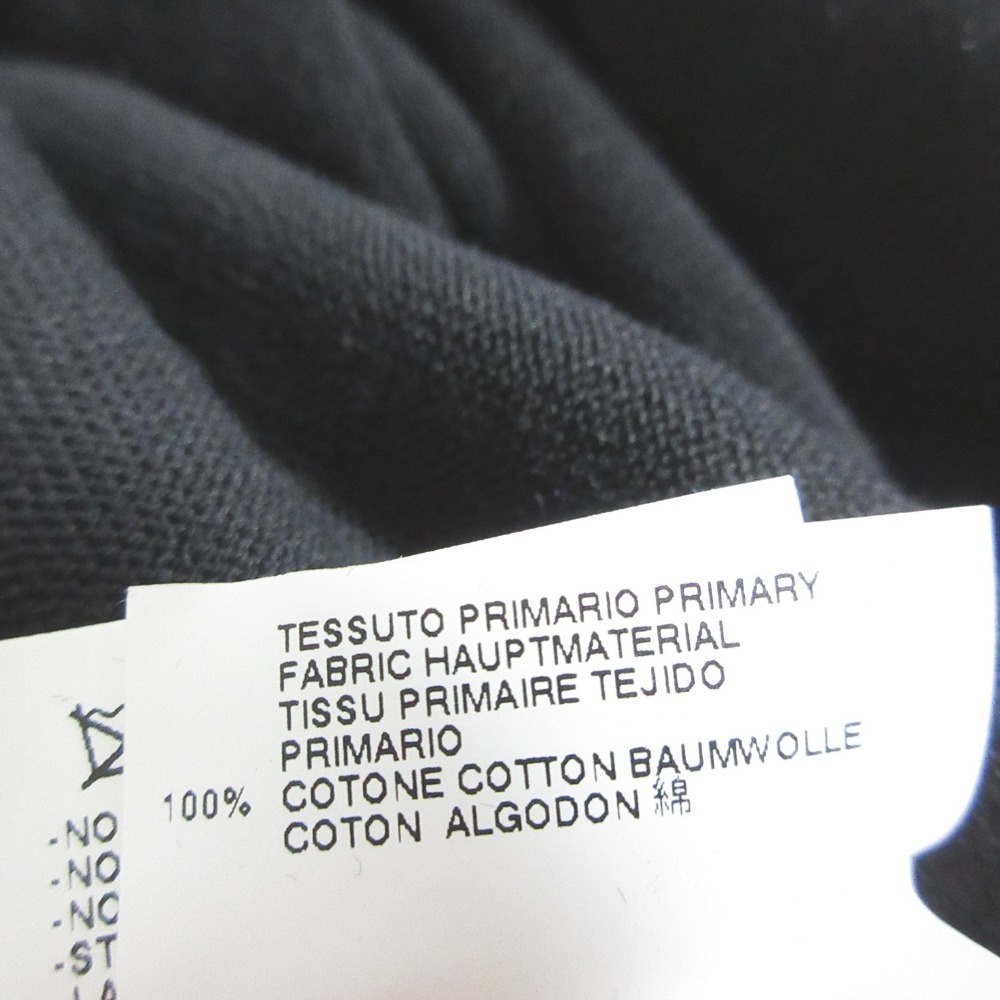 TESSUTO PRIMARIO PRIMARY
FABRIC HAUPTMATERIAL
TISSU PRIMAIRE TEJIDO
PRIMARIO
100% COTONE COTTON BAUMWOLLE
COTON ALGODON 綿
-NO
-NO
-NO
-ST